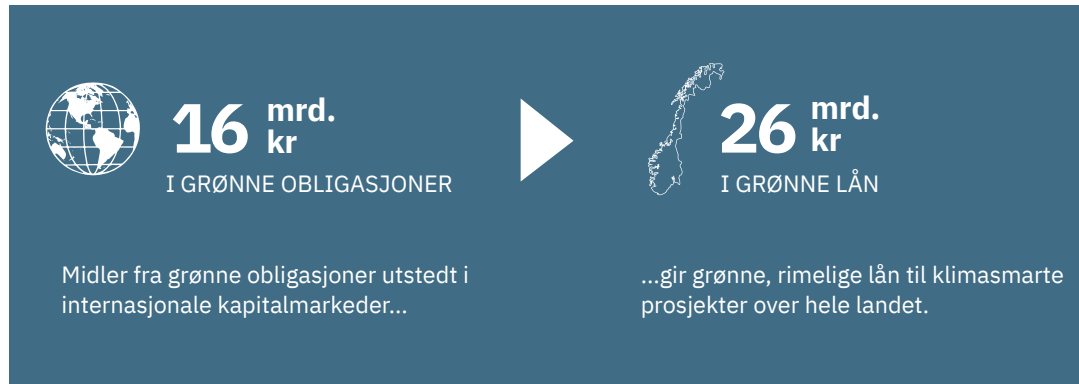 16 mrd.
kr
I GRØNNE OBLIGASJONER
Midler fra grønne obligasjoner utstedt i
internasjonale kapitalmarkeder...
26 mrd.
kr
I GRØNNE LÅN
...gir grønne, rimelige lån til klimasmarte
prosjekter over hele landet.